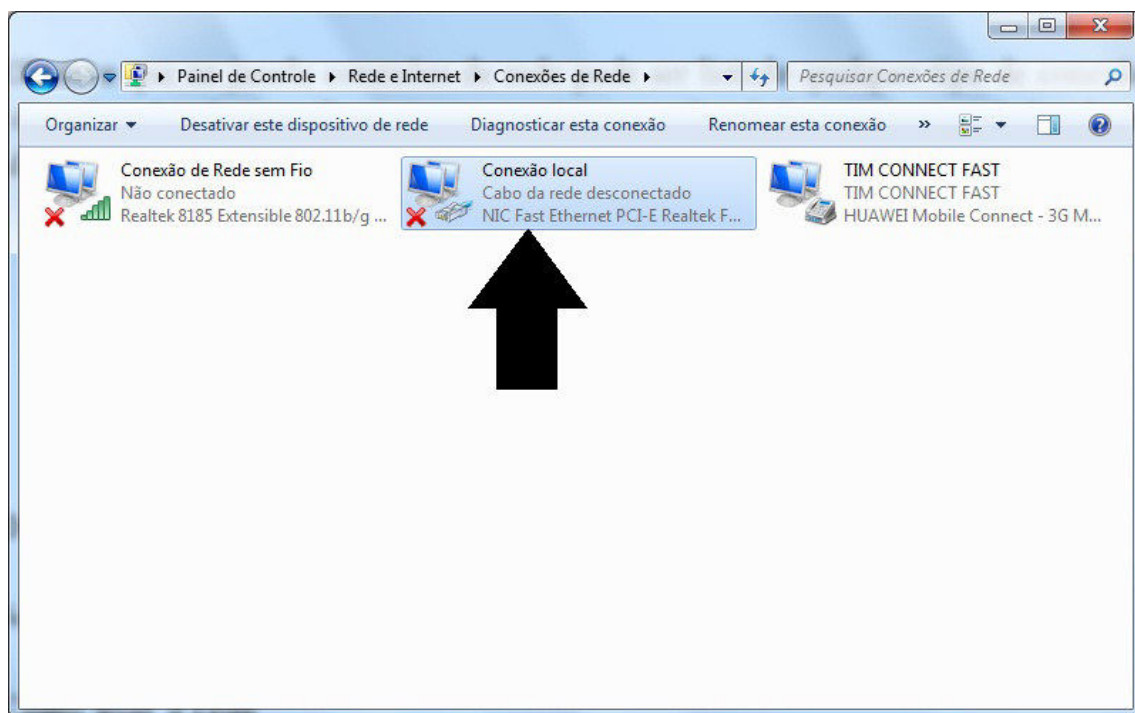 Painel de Controle ▸ Rede e Internet ▸ Conexões de Rede ▸
Pesquisar Conexões de Rede
Organizar Desativar este dispositivo de rede Diagnosticar esta conexão Renomear esta conexão »
Conexão de Rede sem Fio
Não conectado
Realtek 8185 Extensible 802.11b/g ...
Conexão local
Cabo da rede desconectado
NIC Fast Ethernet PCI-E Realtek F...
TIM CONNECT FAST
TIM CONNECT FAST
HUAWEI Mobile Connect - 3G M...